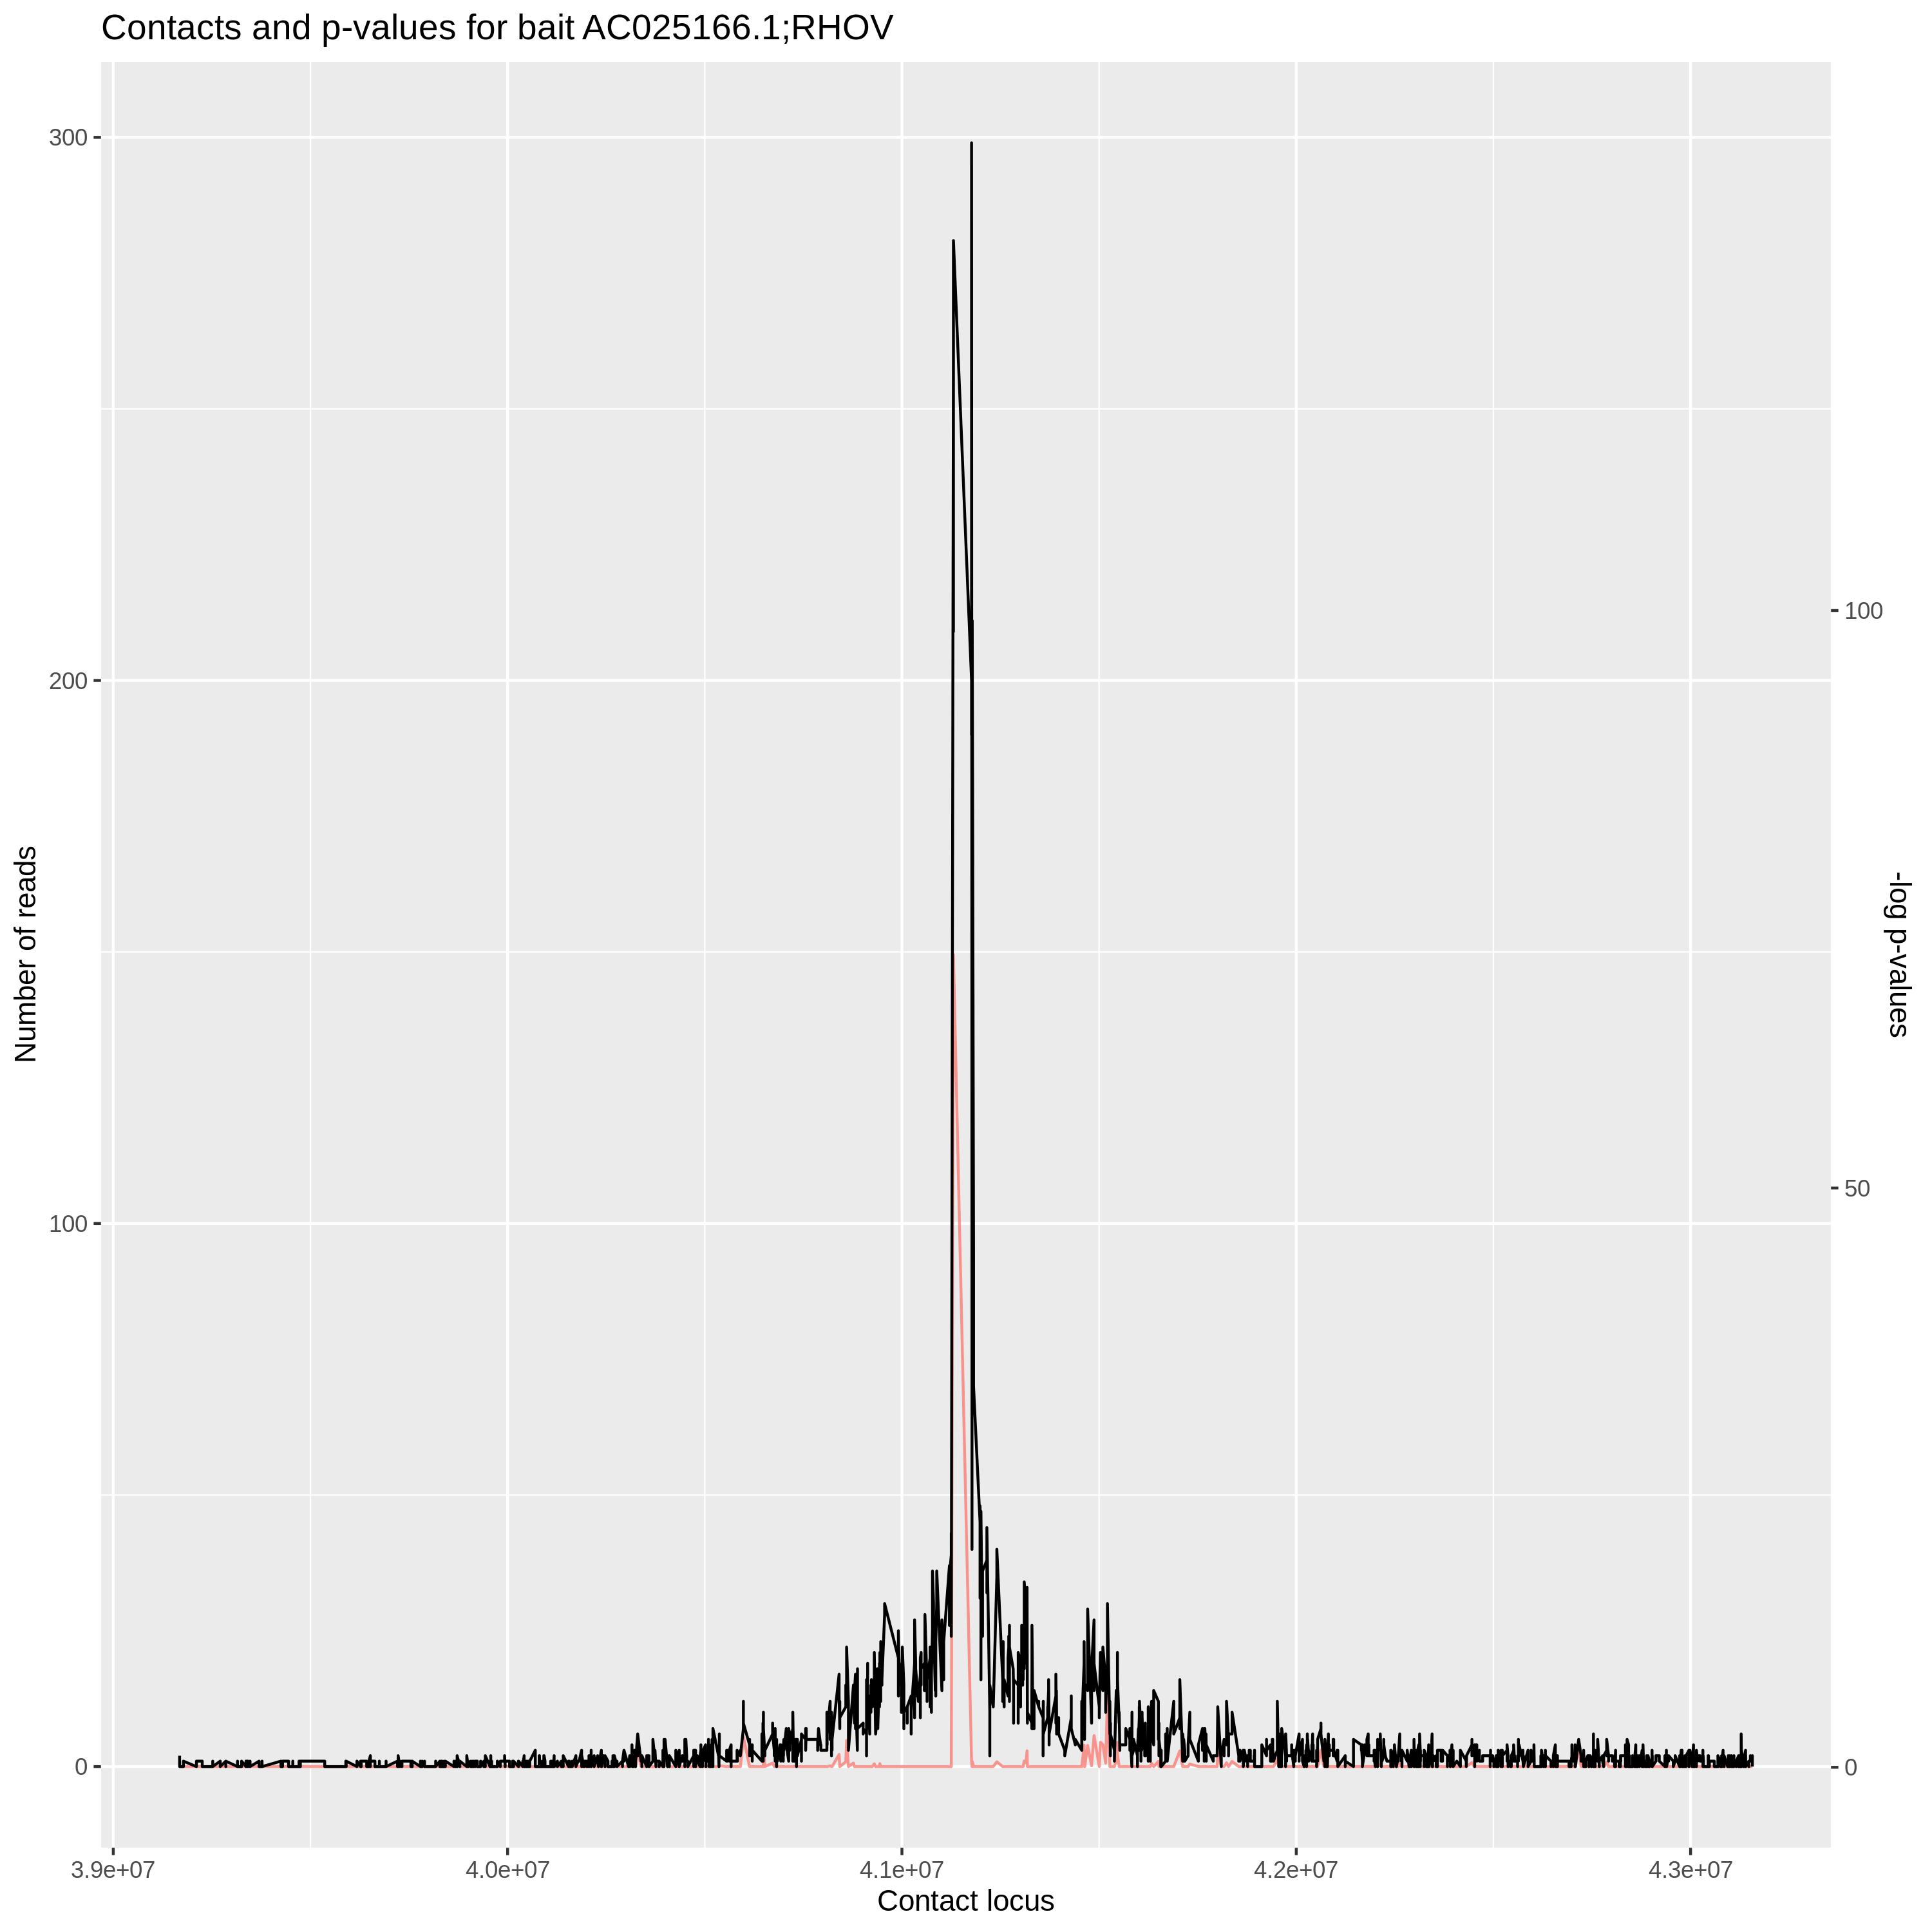 Contacts and p-values for bait AC025166.1;RHOV
300
200
100
0
Number of reads
100
50
0
-log p-values
3.9e+07 4.0e+07 4.1e+07 4.2e+07 4.3e+07
Contact locus